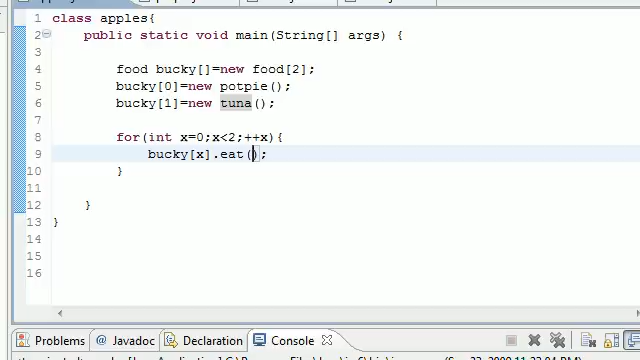 1 class apples{
2 public static void main(String[] args) {
3
4 food bucky[]=new food[2];
5 bucky[0]=new potpie();
6 bucky[1]=new tuna();
7
8 for(int x=0;x<2;++x){
9 bucky[x].eat();
10 }
11
12 }
13 }
14
15
16
Problems @ Javadoc Declaration Console